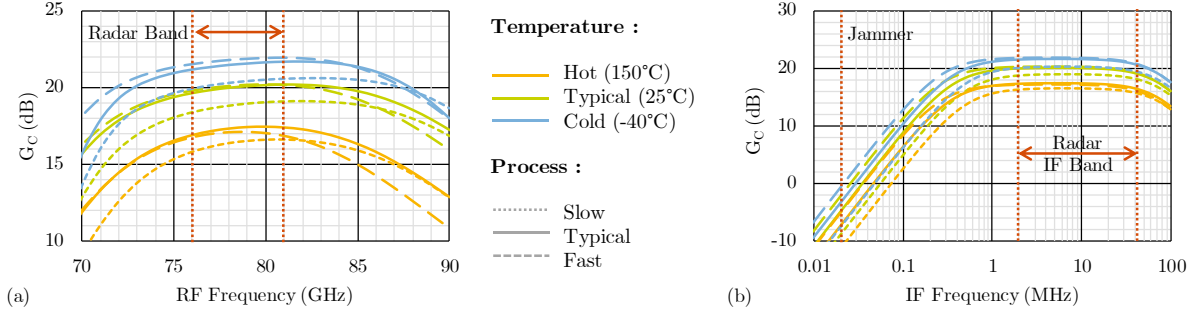 25
20
15
10
G_C (dB)
Radar Band
70
75
80
85
90
(a)
RF Frequency (GHz)
Temperature :
Hot (150°C)
Typical (25°C)
Cold (-40°C)
Process :
Slow
Typical
Fast
30
20
10
0
-10
G_C (dB)
Jammer
Radar
IF Band
0.01
0.1
1
10
100
(b)
IF Frequency (MHz)